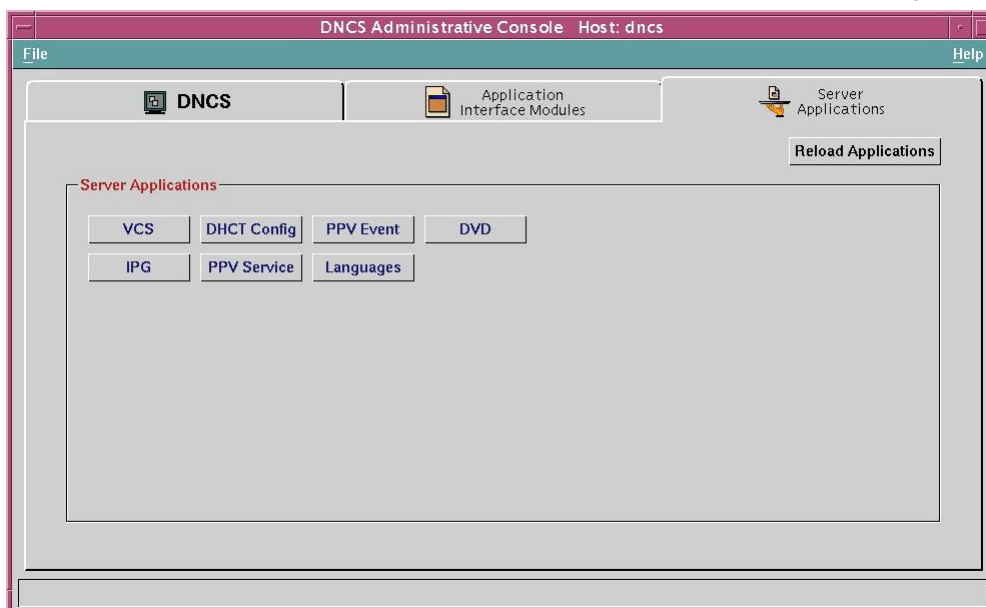 DNCS Administrative Console Host: dncs
File Help
DNCS
Application
Interface Modules
Server
Applications
Reload Applications
Server Applications
VCS DHCT Config PPV Event DVD
IPG PPV Service Languages